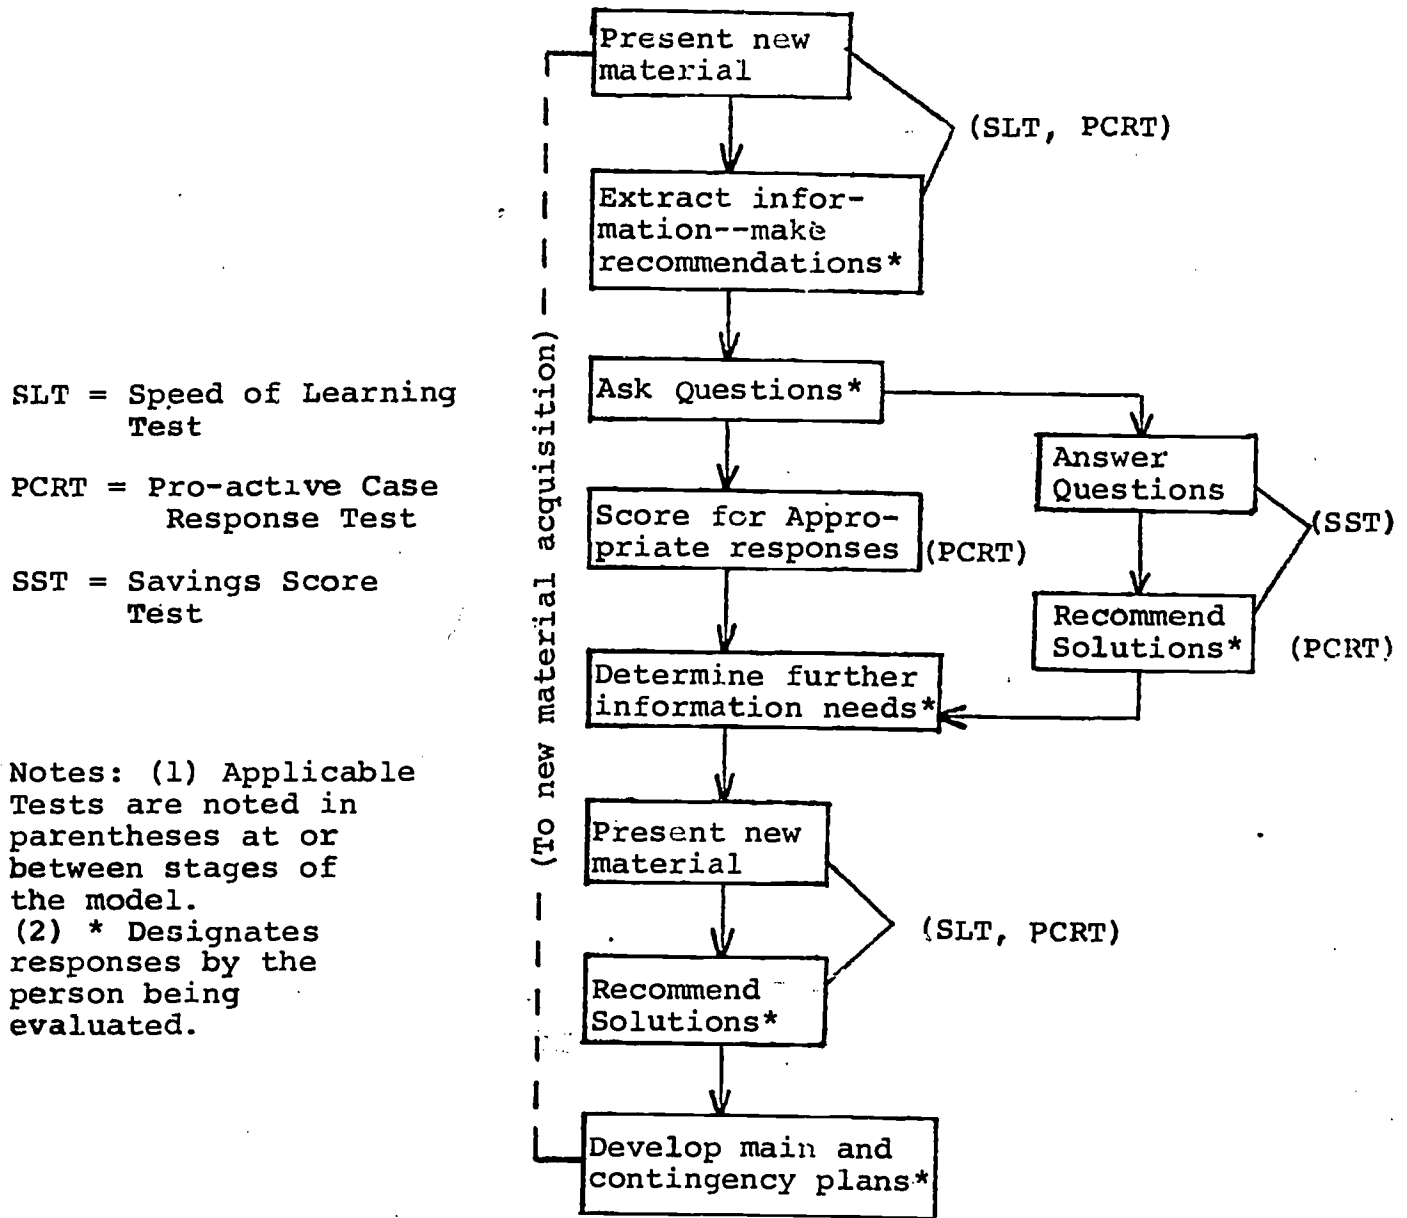 Present new
material
(SLT, PCRT)
Extract infor-
mation--make
recommendations*
(To new material acquisition)
Ask Questions*
SLT = Speed of Learning
Test
Answer
Questions
PCRT = Pro-active Case
Response Test
Score for Appro-
priate responses
(PCRT)
(SST)
SST = Savings Score
Test
Recommend
Solutions*
(PCRT)
Determine further
information needs*
Notes: (1) Applicable
Tests are noted in
parentheses at or
between stages of
the model.
(2) * Designates
responses by the
person being
evaluated.
Present new
material
(SLT, PCRT)
Recommend
Solutions*
Develop main and
contingency plans*